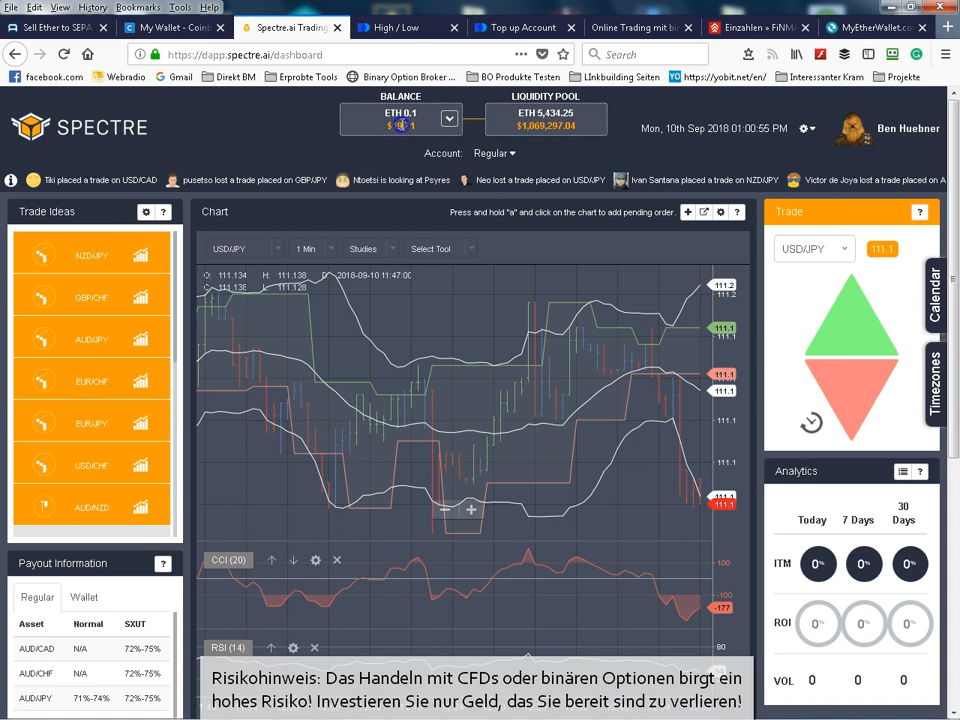 File Edit View History Bookmarks Tools Help
Sell Ether to SEPA My Wallet - Coinb Spectre.ai Trading High / Low Top up Account Online Trading mit bin Einzahlen » FiNMA MyEtherWallet.com
https://dapp.spectre.ai/dashboard Search
facebook.com Webradio Gmail Direkt BM Erprobte Tools Binary Option Broker ... BO Produkte Testen LInkbuilding Seiten https://yobit.net/en/ Interessanter Kram Projekte
BALANCE LIQUIDITY POOL
ETH 0.1 ETH 5,434.25
$1,069,297.04
SPECTRE
Mon, 10th Sep 2018 01:00:55 PM
Ben Huebner
Account: Regular
Tiki placed a trade on USD/CAD pusetso lost a trade placed on GBP/JPY Ntoetsi is looking at Psyres Neo lost a trade placed on USD/JPY Ivan Santana placed a trade on NZD/JPY Victor de Joya lost a trade placed on A
Trade Ideas ?
NZD/JPY
GBP/CHF
AUD/JPY
EUR/CHF
EUR/JPY
USD/CHF
AUD/NZD
Payout Information ?
Regular Wallet
Asset Normal SXUT
AUD/CAD N/A 72%-75%
AUD/CHF N/A 72%-75%
AUD/JPY 71%-74% 72%-75%
Chart Press and hold "a" and click on the chart to add pending order. ?
USD/JPY 1 Min Studies Select Tool
O: 111.134 H: 111.138 D: 2018-09-10 11:47:00
C: 111.138 L: 111.128
111.2
111.2
111.1
111.1
111.1
111.1
111.1
111.1
111.1
111.1
CCI (20)
100
-100
-177
RSI (14)
80
Trade ?
USD/JPY 111.1
Calendar
Timezones
Analytics ?
Today 7 Days 30 Days
ITM 0% 0% 0%
ROI 0% 0% 0%
VOL 0 0 0
Risikohinweis: Das Handeln mit CFDs oder binären Optionen birgt ein
hohes Risiko! Investieren Sie nur Geld, das Sie bereit sind zu verlieren!